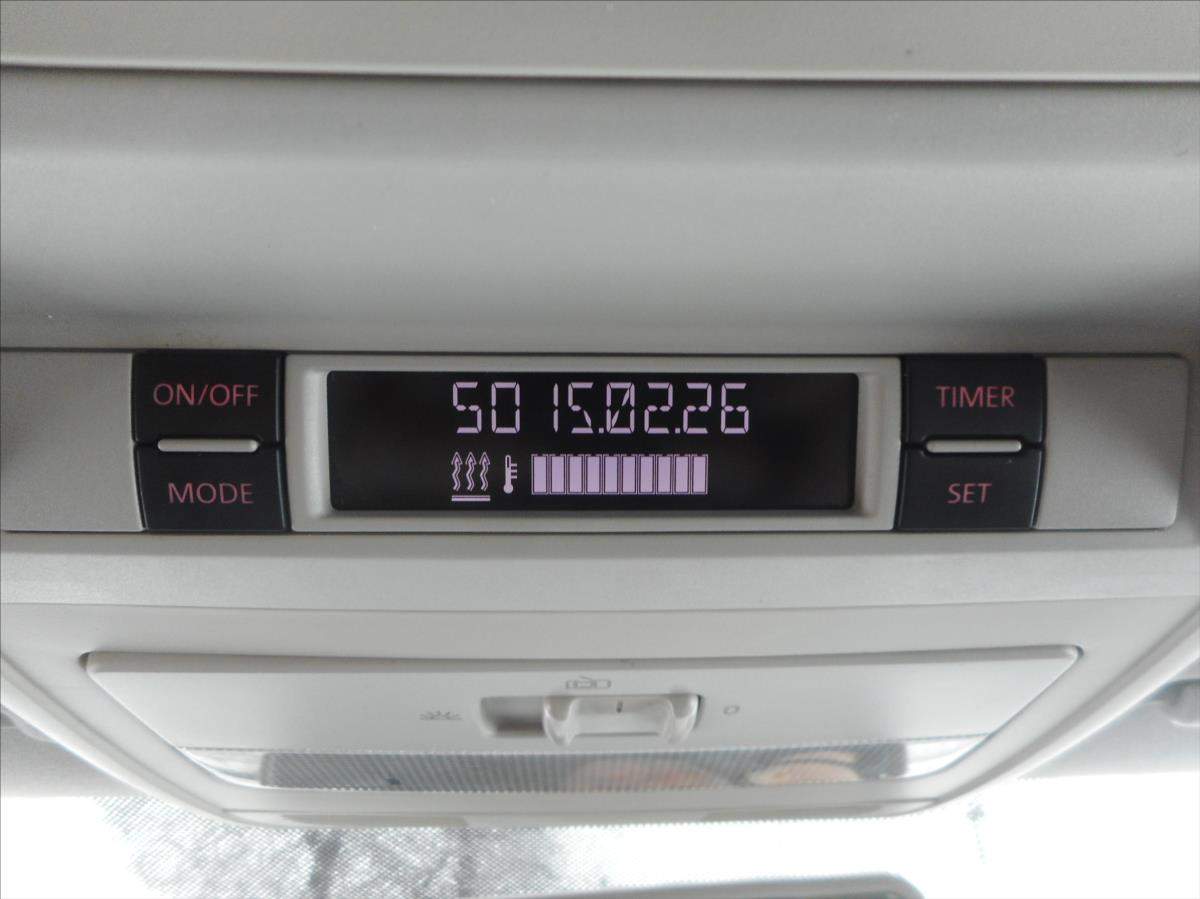 ON/OFF
SO 15.02.26
TIMER
MODE
SET